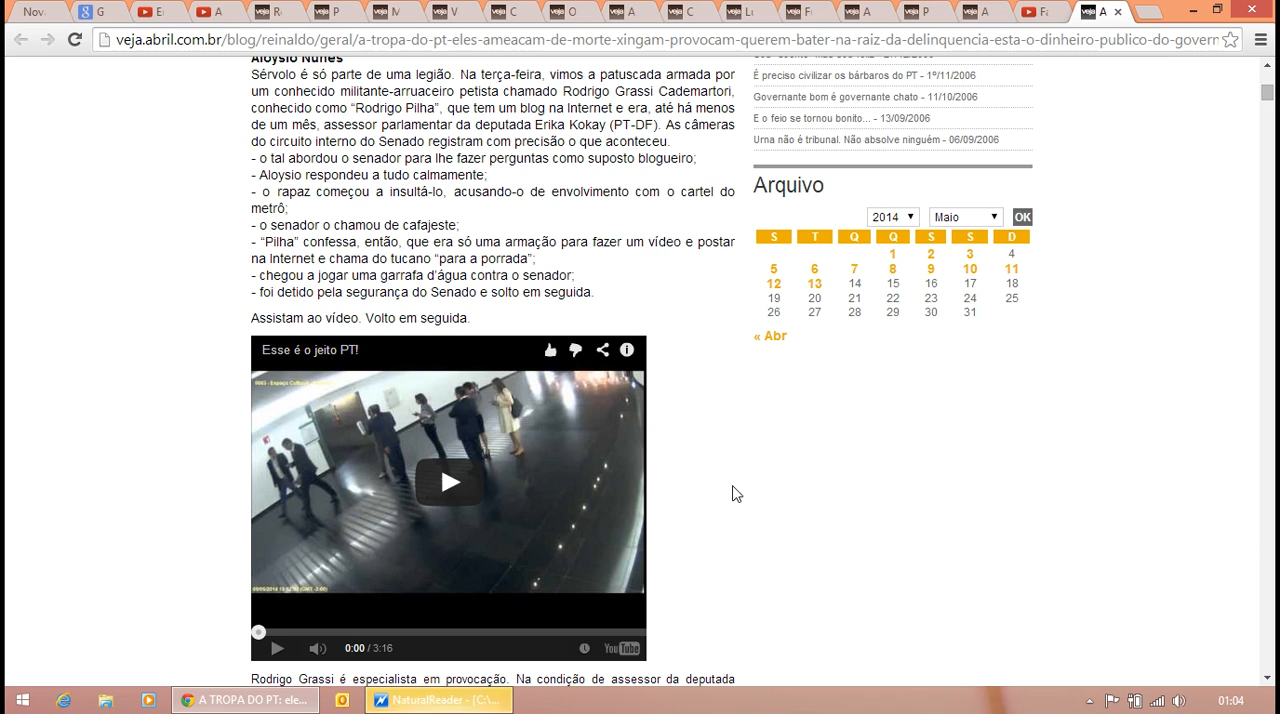 Nova
G
Er
A
Re
P
M
V
C
O
A
C
Lu
Fe
A
P
A
Fa
A
veja.abril.com.br/blog/reinaldo/geral/a-tropa-do-pt-eles-ameacam-de-morte-xingam-provocam-querem-bater-na-raiz-da-delinquencia-esta-o-dinheiro-publico-do-govern
Aloysio Nunes
Sérvolo é só parte de uma legião. Na terça-feira, vimos a patuscada armada por
um conhecido militante-arruaceiro petista chamado Rodrigo Grassi Cademartori,
conhecido como “Rodrigo Pilha”, que tem um blog na Internet e era, até há menos
de um mês, assessor parlamentar da deputada Erika Kokay (PT-DF). As câmeras
do circuito interno do Senado registram com precisão o que aconteceu.
- o tal abordou o senador para lhe fazer perguntas como suposto blogueiro;
- Aloysio respondeu a tudo calmamente;
- o rapaz começou a insultá-lo, acusando-o de envolvimento com o cartel do
metrô;
- o senador o chamou de cafajeste;
- “Pilha” confessa, então, que era só uma armação para fazer um vídeo e postar
na Internet e chama do tucano “para a porrada”;
- chegou a jogar uma garrafa d’água contra o senador;
- foi detido pela segurança do Senado e solto em seguida.
Assistam ao vídeo. Volto em seguida.
Esse é o jeito PT!
0:00 / 3:16
YouTube
Rodrigo Grassi é especialista em provocação. Na condição de assessor da deputada
É preciso civilizar os bárbaros do PT - 1º/11/2006
Governante bom é governante chato - 11/10/2006
E o feio se tornou bonito... - 13/09/2006
Urna não é tribunal. Não absolve ninguém - 06/09/2006
Arquivo
2014 Maio OK
S T Q Q S S D
1 2 3 4
5 6 7 8 9 10 11
12 13 14 15 16 17 18
19 20 21 22 23 24 25
26 27 28 29 30 31
« Abr
A TROPA DO PT: ele...
NaturalReader - [C:\...
01:04